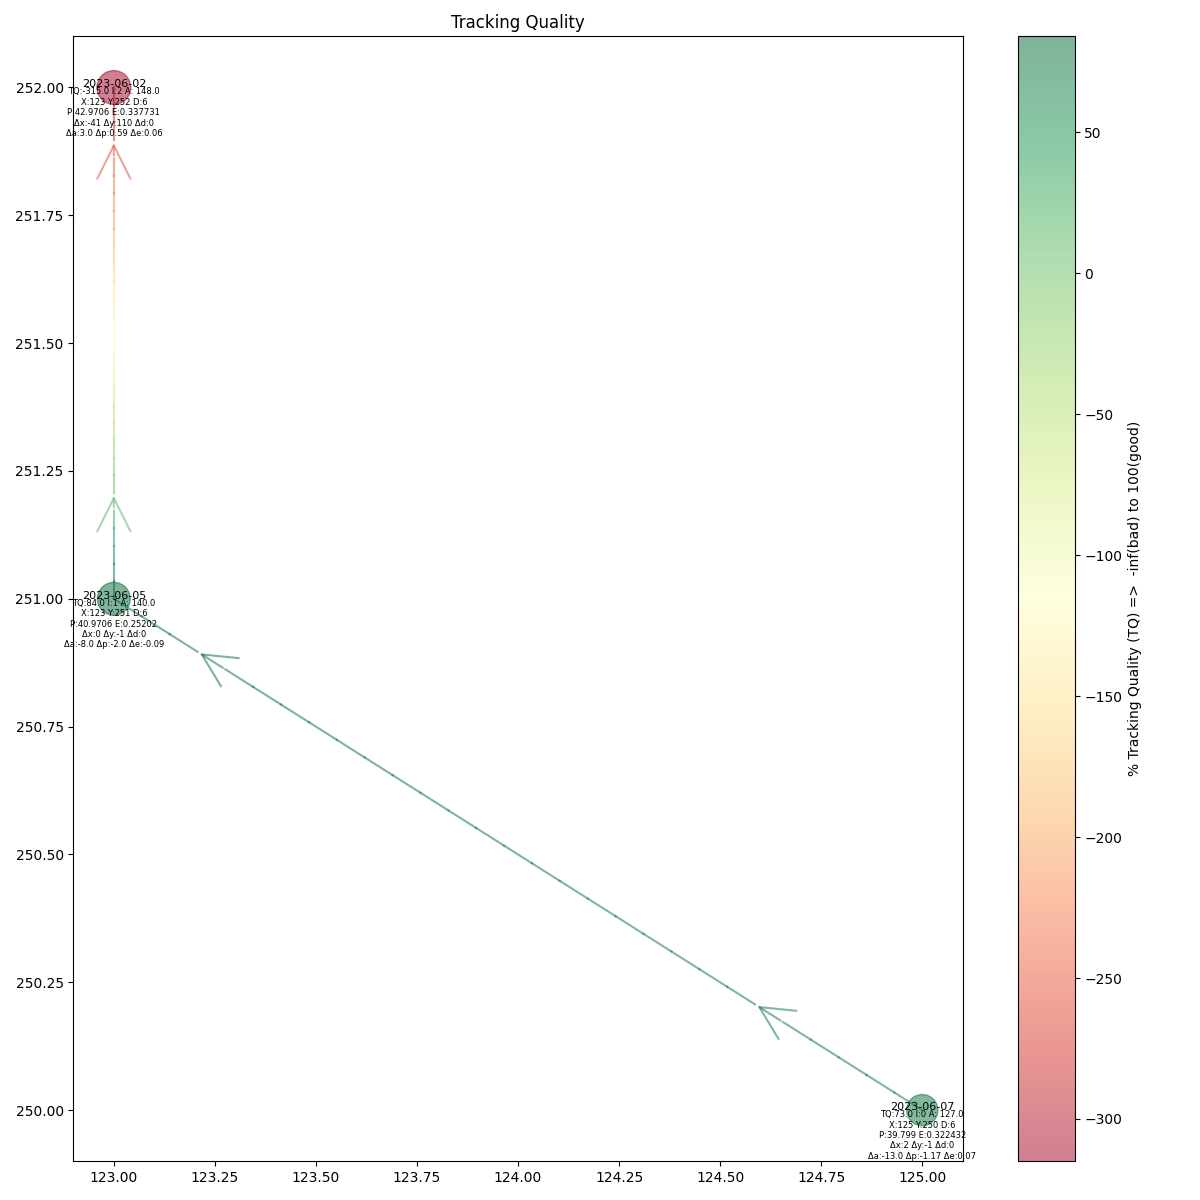 Tracking Quality
252.00
251.75
251.50
251.25
251.00
250.75
250.50
250.25
250.00
2023-06-02
TQ:-315.0 I:2 A: 148.0
X:123 Y:252 D:6
P:42.9706 E:0.337731
Δx:-41 Δy:110 Δd:0
Δa:3.0 Δp:0.59 Δe:0.06
2023-06-05
TQ:84.0 I:1 A: 140.0
X:123 Y:251 D:6
P:40.9706 E:0.25202
Δx:0 Δy:-1 Δd:0
Δa:-8.0 Δp:-2.0 Δe:-0.09
2023-06-07
TQ:73.0 I:0 A: 127.0
X:125 Y:250 D:6
P:39.799 E:0.322432
Δx:2 Δy:-1 Δd:0
Δa:-13.0 Δp:-1.17 Δe:0.07
123.00 123.25 123.50 123.75 124.00 124.25 124.50 124.75 125.00
50
0
−50
−100
−150
−200
−250
−300
% Tracking Quality (TQ) => -inf(bad) to 100(good)